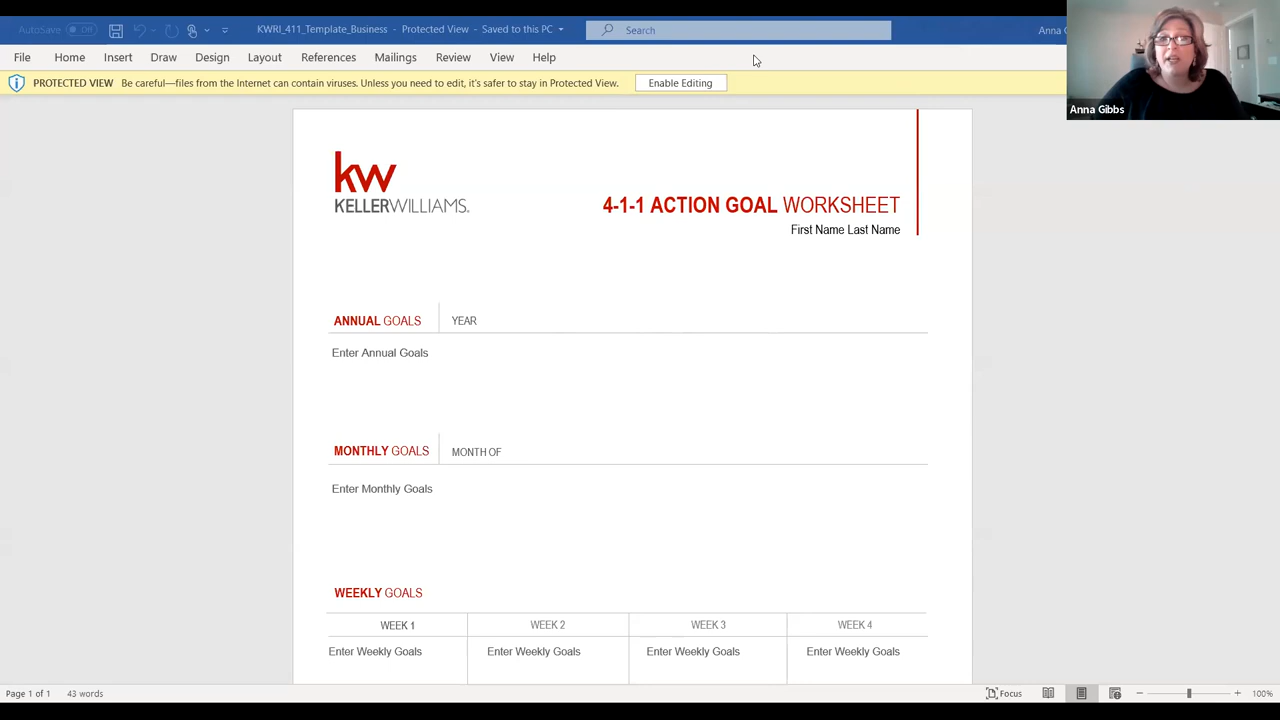 AutoSave Off KWRI_411_Template_Business - Protected View - Saved to this PC Search Anna G
File Home Insert Draw Design Layout References Mailings Review View Help
PROTECTED VIEW Be careful—files from the Internet can contain viruses. Unless you need to edit, it's safer to stay in Protected View. Enable Editing
Anna Gibbs
kw
KELLERWILLIAMS.
4-1-1 ACTION GOAL WORKSHEET
First Name Last Name
ANNUAL GOALS YEAR
Enter Annual Goals
MONTHLY GOALS MONTH OF
Enter Monthly Goals
WEEKLY GOALS
WEEK 1 WEEK 2 WEEK 3 WEEK 4
Enter Weekly Goals Enter Weekly Goals Enter Weekly Goals Enter Weekly Goals
Page 1 of 1 43 words Focus 100%